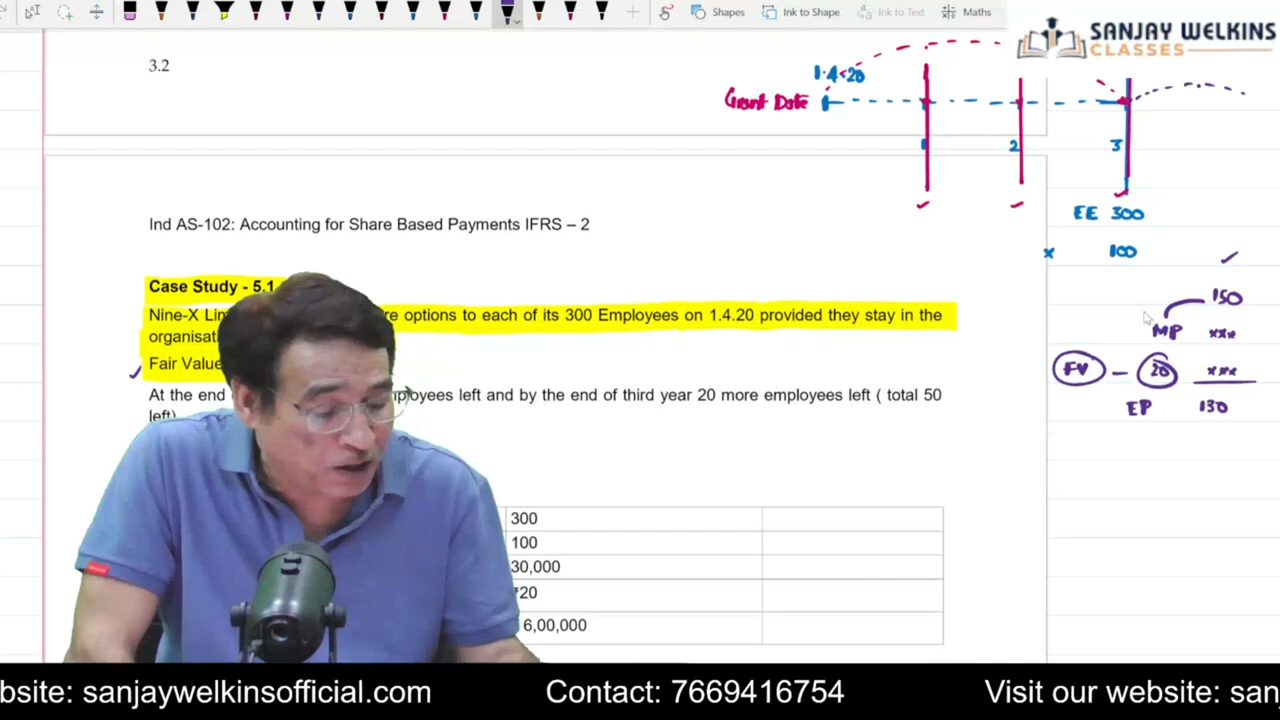 Shapes
Ink to Shape
Ink to Text
Maths
SANJAY WELKINS
CLASSES
3.2
1.4.20
Grant Date
1
2
3
Ind AS-102: Accounting for Share Based Payments IFRS – 2
EE 300
× 100
Case Study - 5.1
Nine-X re options to each of its 300 Employees on 1.4.20 provided they stay in the
Fair Value
At the end employees left and by the end of third year 20 more employees left ( total 50
left)
150
MP xxx
FV – 20 xxx
EP 130
300
100
30,000
₹20
6,00,000
bsite: sanjaywelkinsofficial.com Contact: 7669416754 Visit our website: san